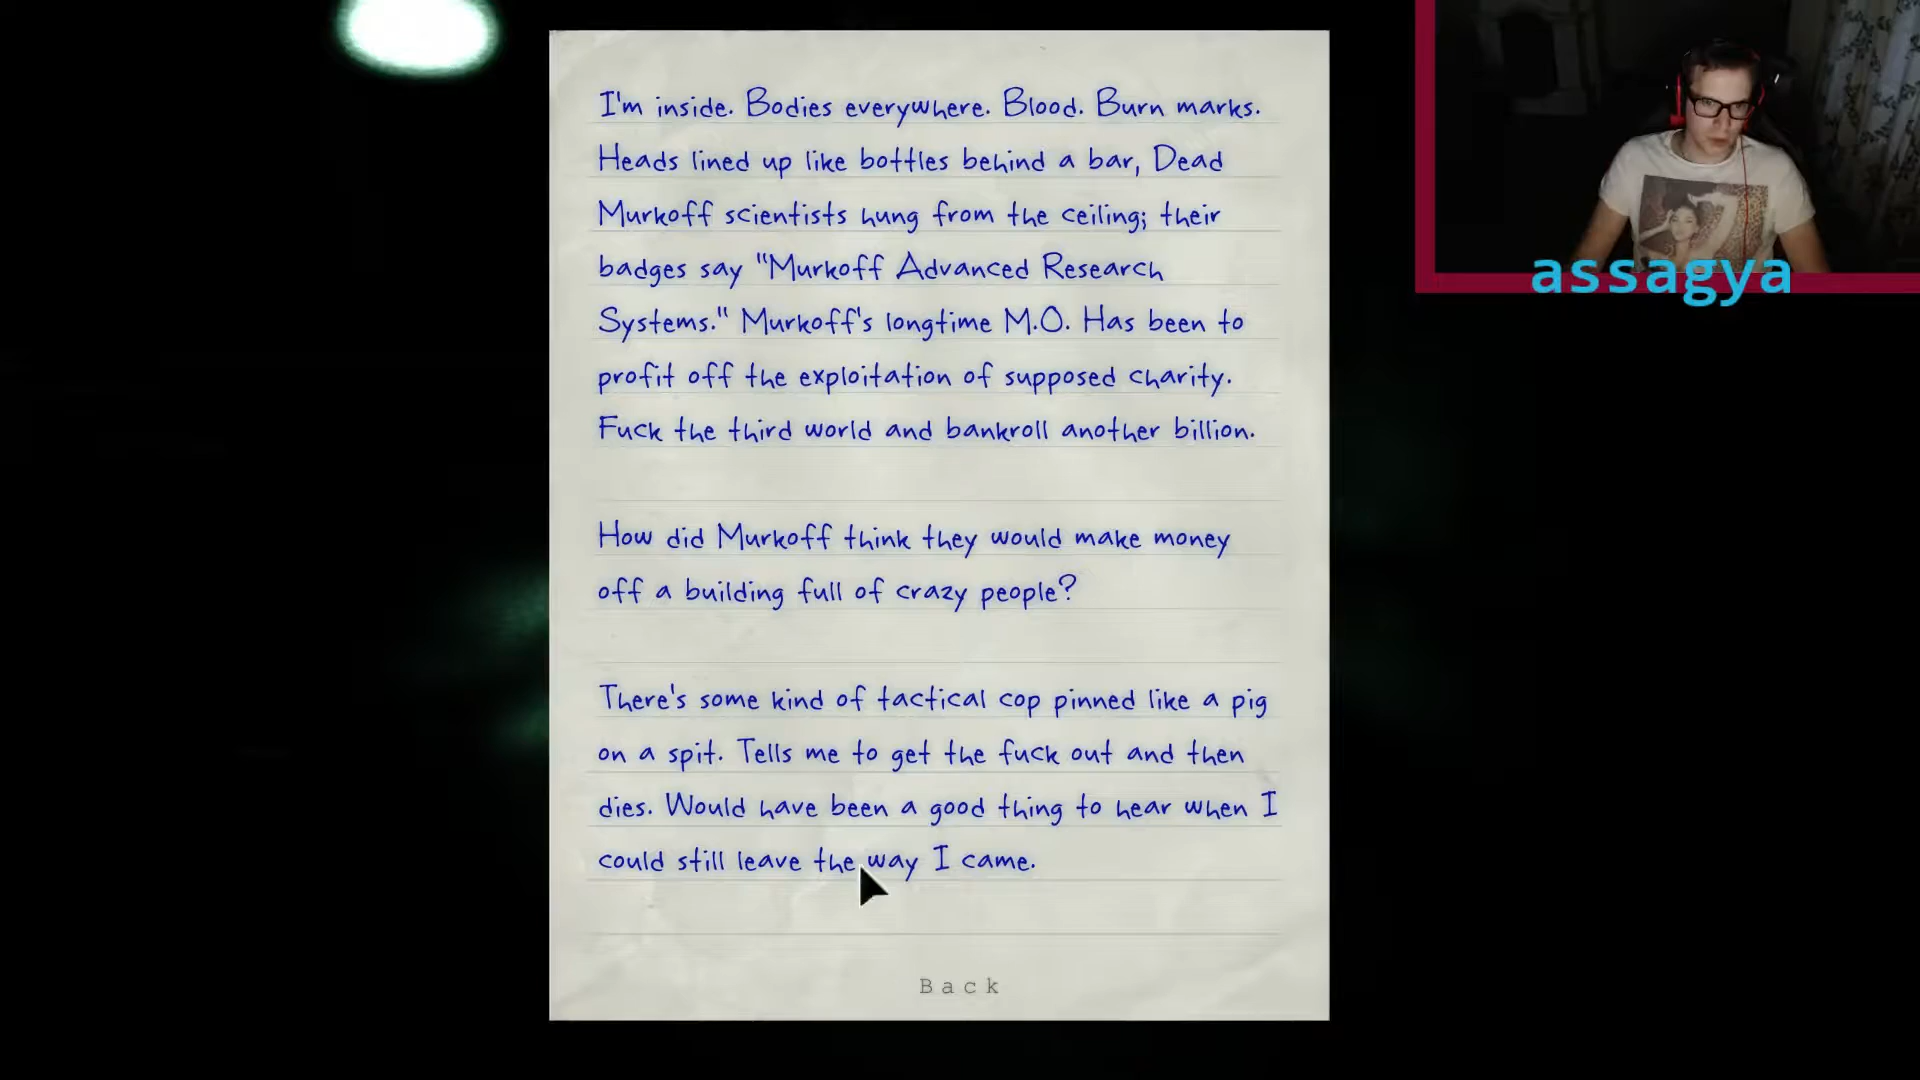 I'm inside. Bodies everywhere. Blood. Burn marks.
Heads lined up like bottles behind a bar, Dead
Murkoff scientists hung from the ceiling; their
badges say "Murkoff Advanced Research
Systems." Murkoff's longtime M.O. Has been to
profit off the exploitation of supposed charity.
Fuck the third world and bankroll another billion.
How did Murkoff think they would make money
off a building full of crazy people?
There's some kind of tactical cop pinned like a pig
on a spit. Tells me to get the fuck out and then
dies. Would have been a good thing to hear when I
could still leave the way I came.
Back
assagya